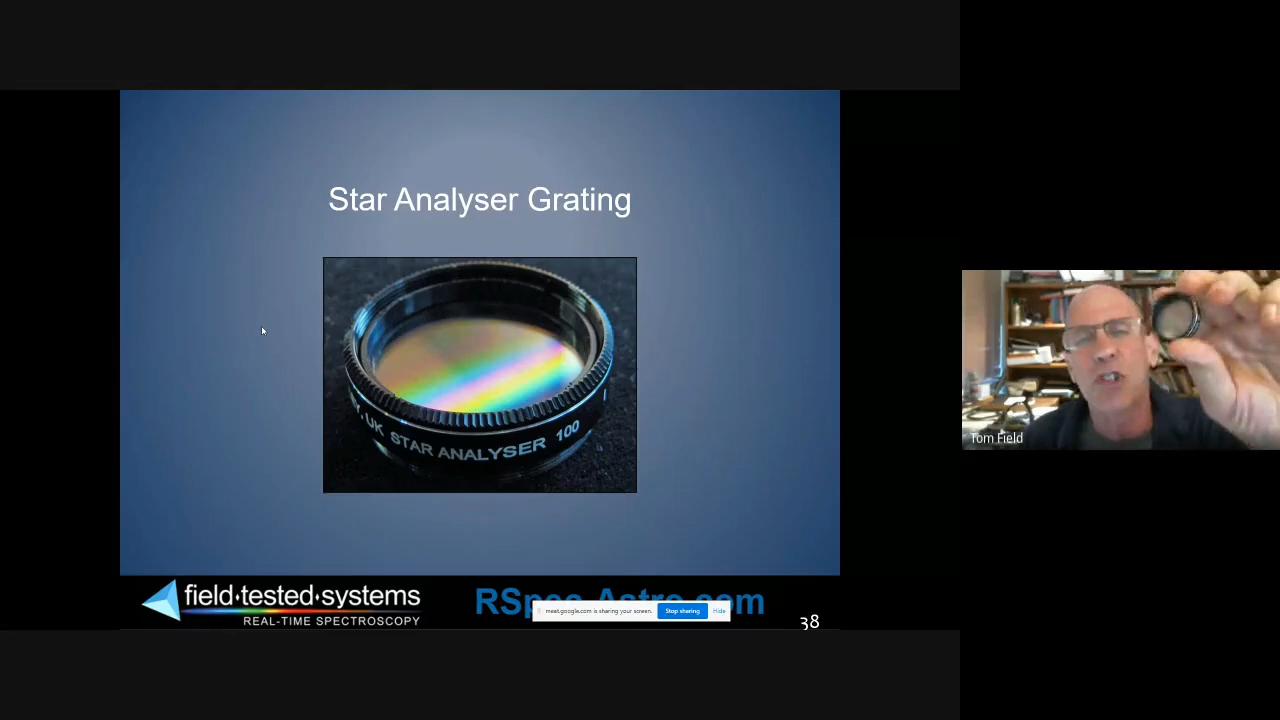 Star Analyser Grating
Y.UK STAR ANALYSER 100
field·tested·systems
REAL-TIME SPECTROSCOPY
meet.google.com is sharing your screen.
Stop sharing
Hide
38
Tom Field